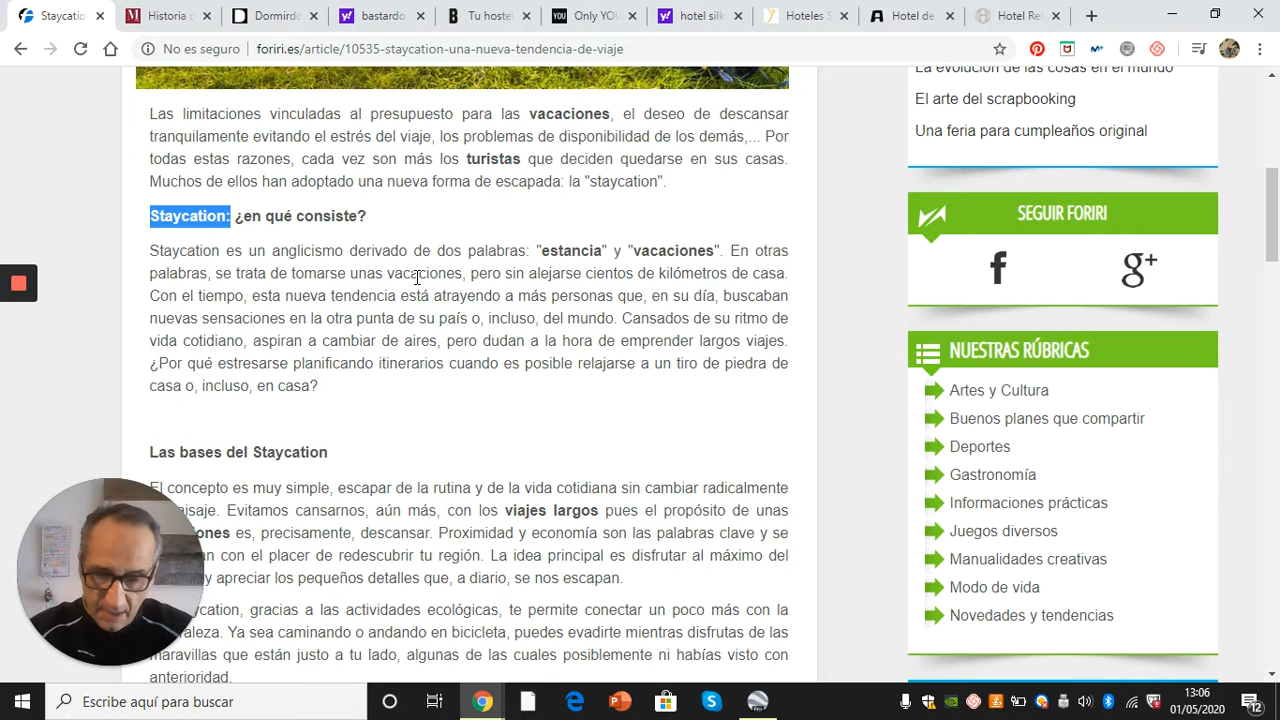 Staycation
Historia c
Dormirdo
bastardo
Tu hostel
Only YOU
hotel silk
Hoteles S
Hotel de
Hotel Rei
No es seguro
foriri.es/article/10535-staycation-una-nueva-tendencia-de-viaje
Las limitaciones vinculadas al presupuesto para las vacaciones, el deseo de descansar
tranquilamente evitando el estrés del viaje, los problemas de disponibilidad de los demás,... Por
todas estas razones, cada vez son más los turistas que deciden quedarse en sus casas.
Muchos de ellos han adoptado una nueva forma de escapada: la "staycation".
Staycation: ¿en qué consiste?
Staycation es un anglicismo derivado de dos palabras: "estancia" y "vacaciones". En otras
palabras, se trata de tomarse unas vacaciones, pero sin alejarse cientos de kilómetros de casa.
Con el tiempo, esta nueva tendencia está atrayendo a más personas que, en su día, buscaban
nuevas sensaciones en la otra punta de su país o, incluso, del mundo. Cansados de su ritmo de
vida cotidiano, aspiran a cambiar de aires, pero dudan a la hora de emprender largos viajes.
¿Por qué estresarse planificando itinerarios cuando es posible relajarse a un tiro de piedra de
casa o, incluso, en casa?
Las bases del Staycation
El concepto es muy simple, escapar de la rutina y de la vida cotidiana sin cambiar radicalmente
aisaje. Evitamos cansarnos, aún más, con los viajes largos pues el propósito de unas
ones es, precisamente, descansar. Proximidad y economía son las palabras clave y se
an con el placer de redescubrir tu región. La idea principal es disfrutar al máximo del
y apreciar los pequeños detalles que, a diario, se nos escapan.
ycation, gracias a las actividades ecológicas, te permite conectar un poco más con la
raleza. Ya sea caminando o andando en bicicleta, puedes evadirte mientras disfrutas de las
maravillas que están justo a tu lado, algunas de las cuales posiblemente ni habías visto con
anterioridad.
La evolución de las cosas en el mundo
El arte del scrapbooking
Una feria para cumpleaños original
SEGUIR FORIRI
f
g+
NUESTRAS RÚBRICAS
Artes y Cultura
Buenos planes que compartir
Deportes
Gastronomía
Informaciones prácticas
Juegos diversos
Manualidades creativas
Modo de vida
Novedades y tendencias
Escribe aquí para buscar
13:06
01/05/2020
12